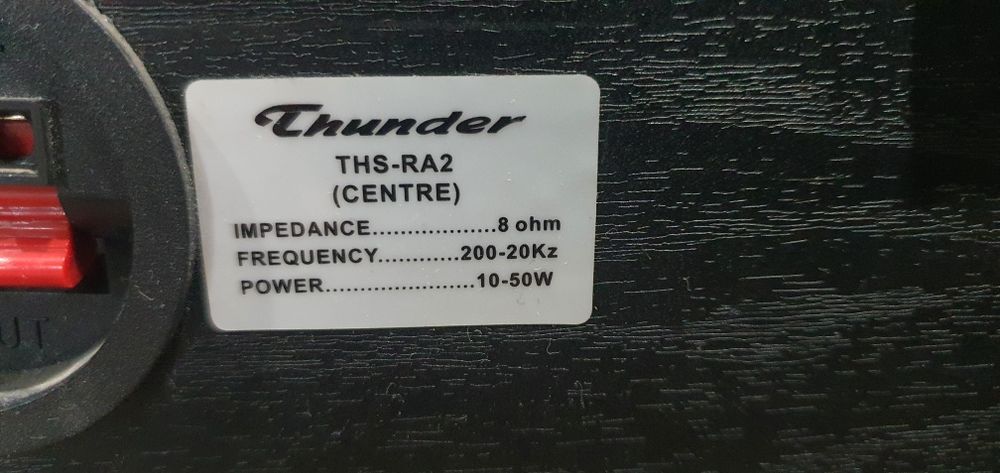 Thunder
THS-RA2
(CENTRE)
IMPEDANCE..................8 ohm
FREQUENCY............200-20Kz
POWER......................10-50W